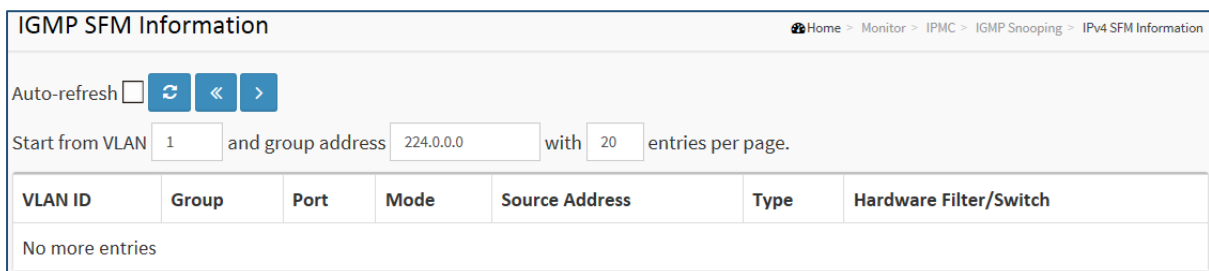 IGMP SFM Information
Home > Monitor > IPMC > IGMP Snooping > IPv4 SFM Information
Auto-refresh
Start from VLAN 1 and group address 224.0.0.0 with 20 entries per page.
VLAN ID Group Port Mode Source Address Type Hardware Filter/Switch
No more entries